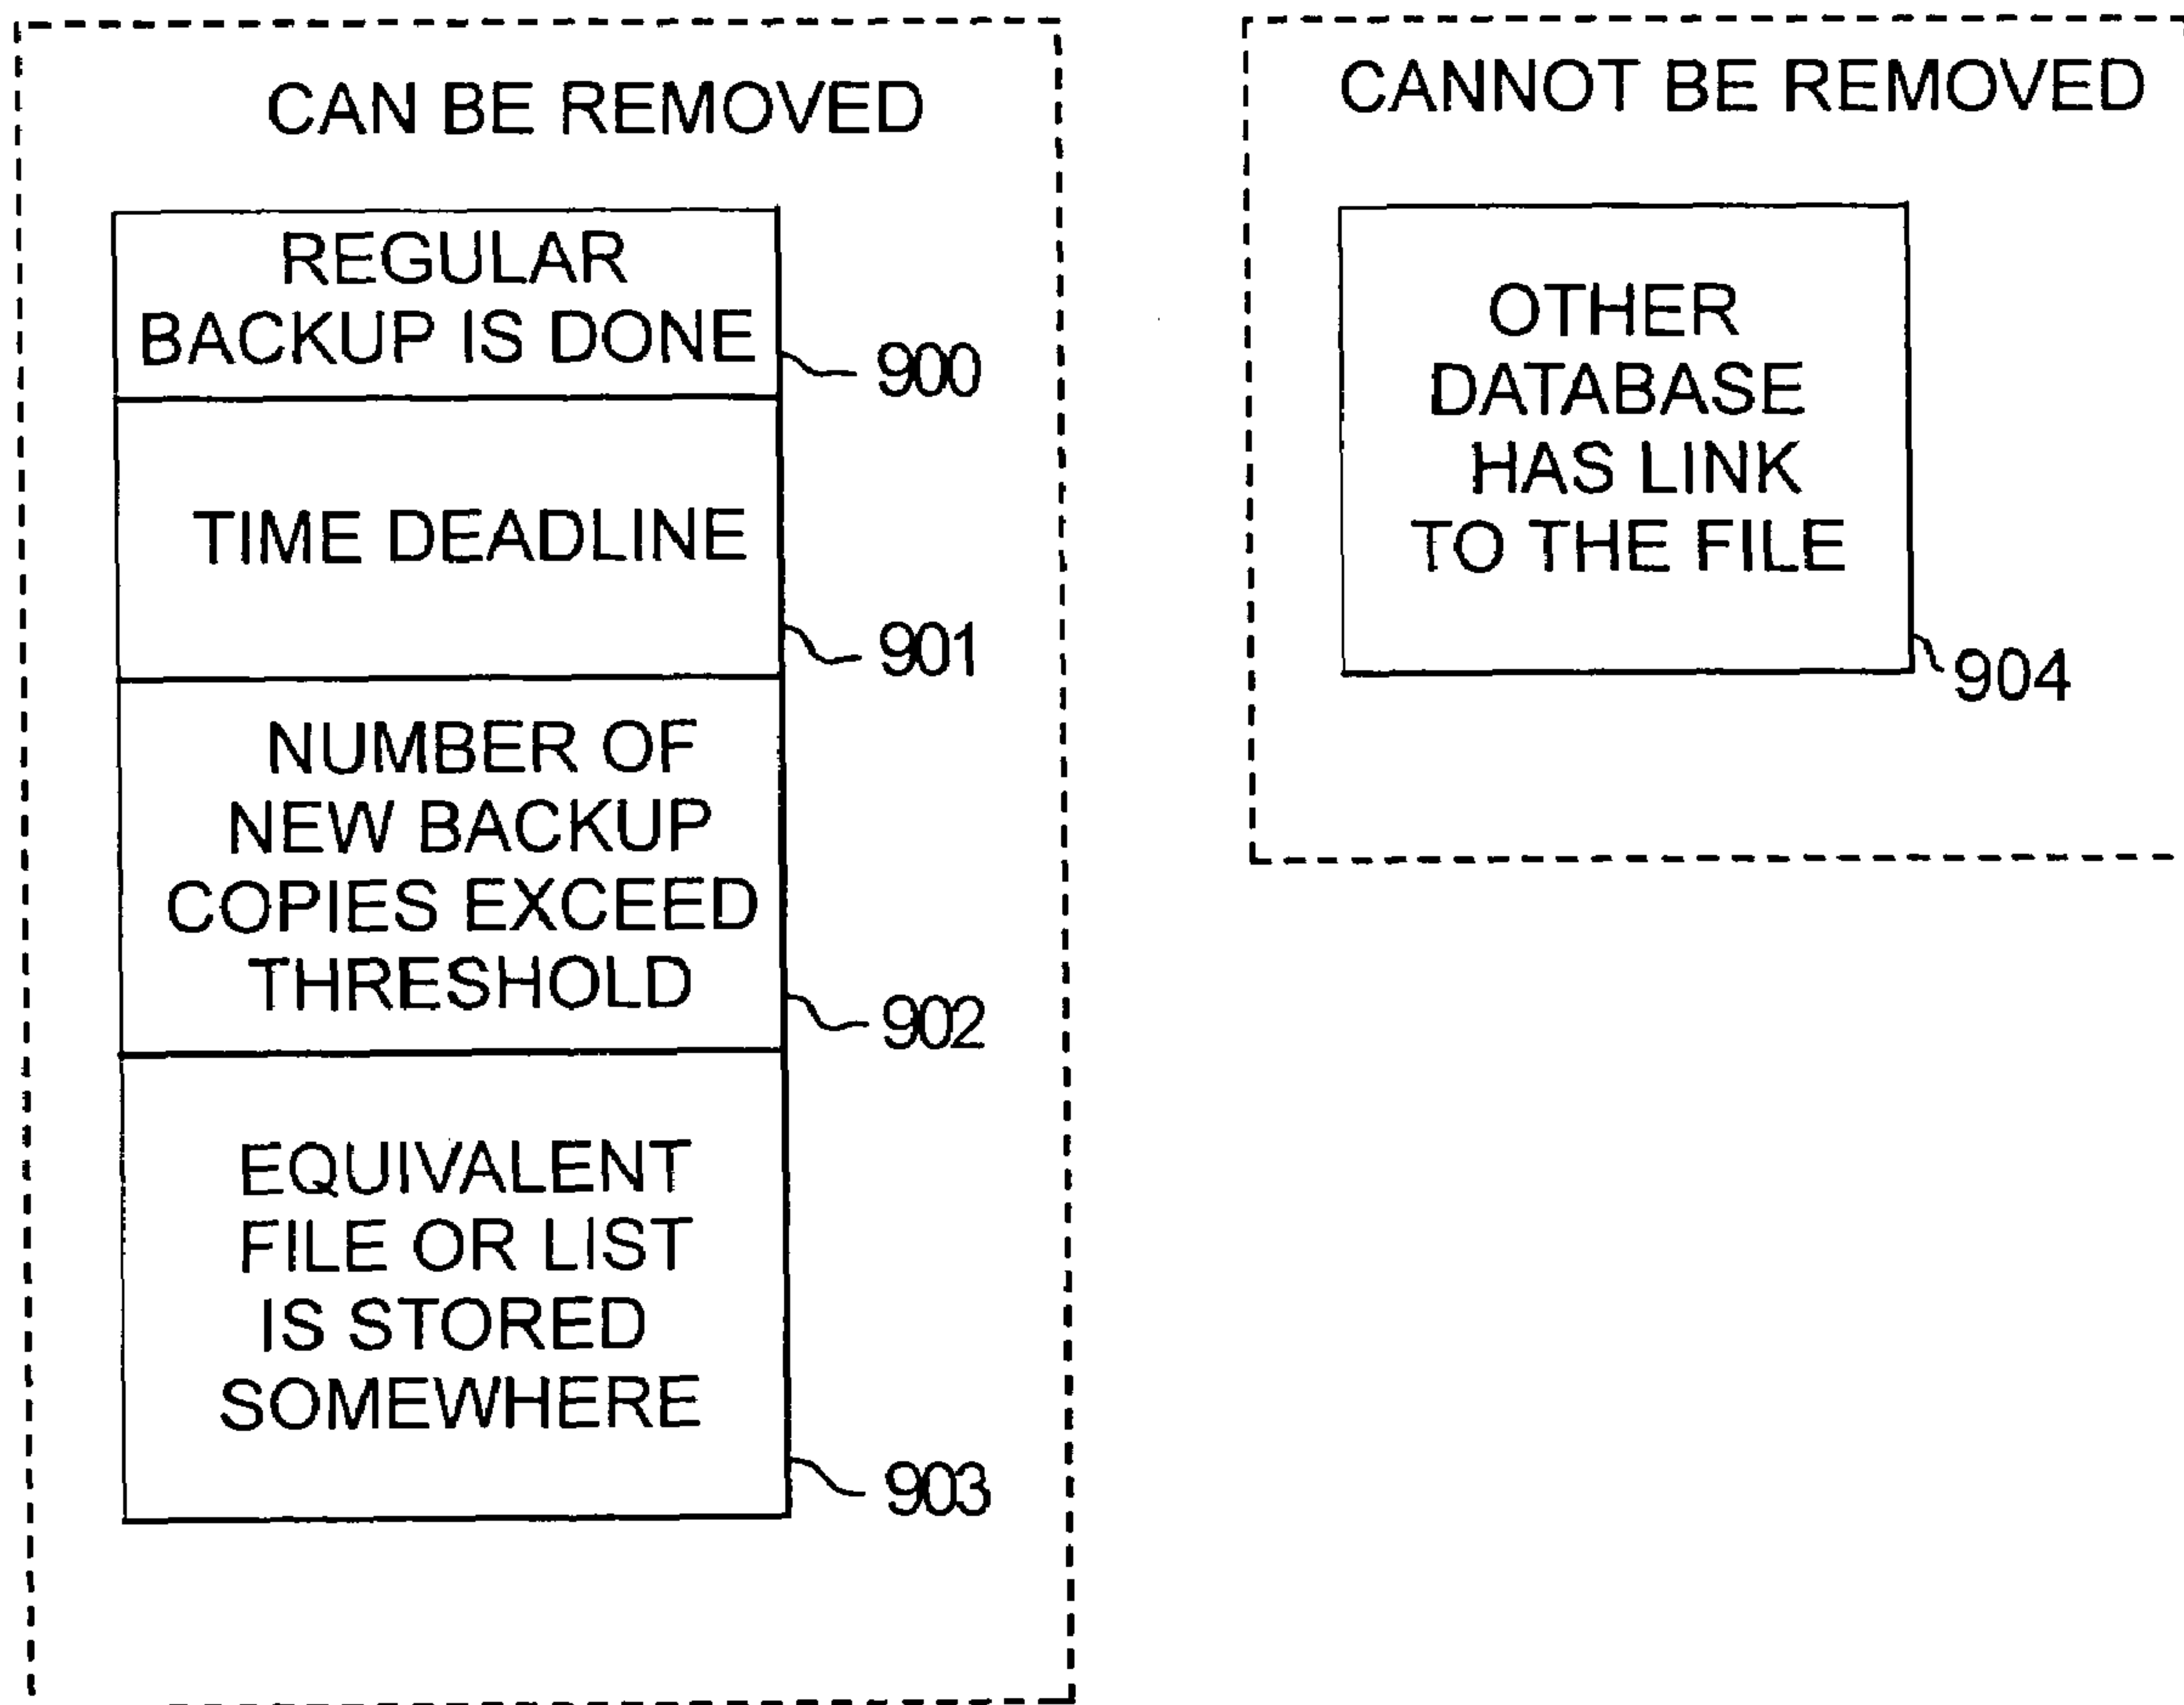 CAN BE REMOVED
REGULAR
BACKUP IS DONE
900
TIME DEADLINE
901
NUMBER OF
NEW BACKUP
COPIES EXCEED
THRESHOLD
902
EQUIVALENT
FILE OR LIST
IS STORED
SOMEWHERE
903
CANNOT BE REMOVED
OTHER
DATABASE
HAS LINK
TO THE FILE
904